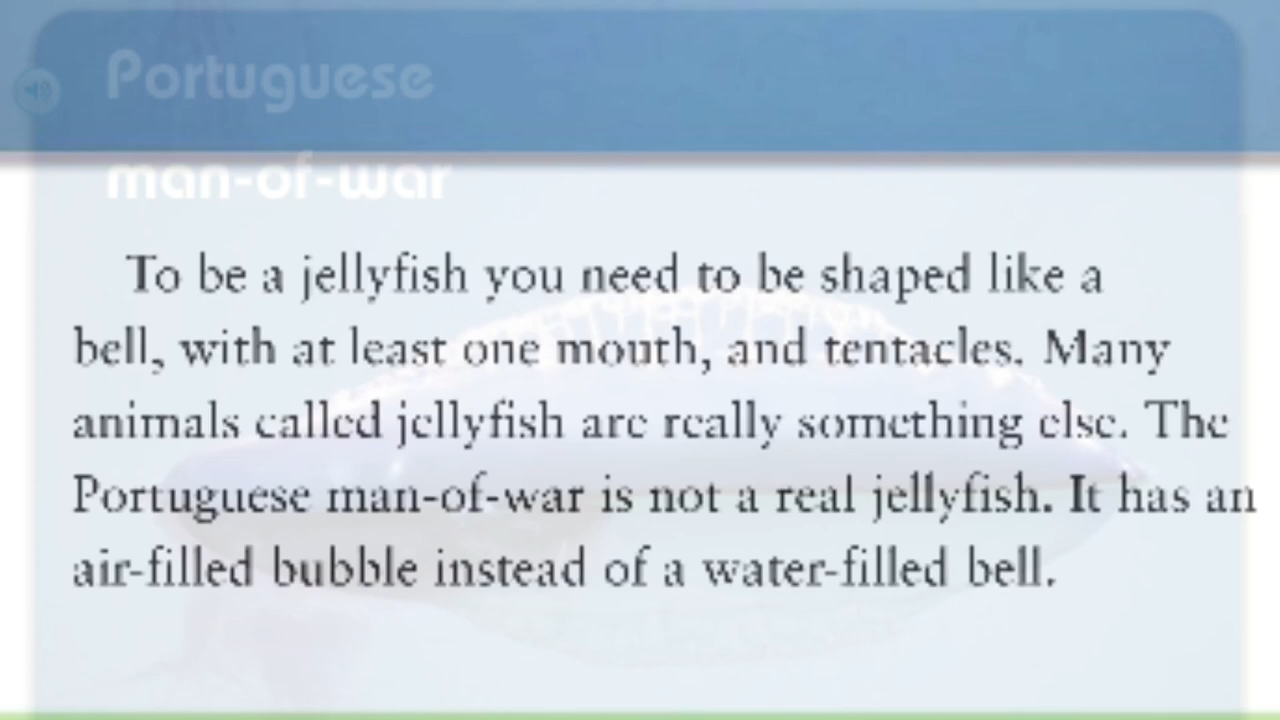 Portuguese
man-of-war
To be a jellyfish you need to be shaped like a
bell, with at least one mouth, and tentacles. Many
animals called jellyfish are really something else. The
Portuguese man-of-war is not a real jellyfish. It has an
air-filled bubble instead of a water-filled bell.